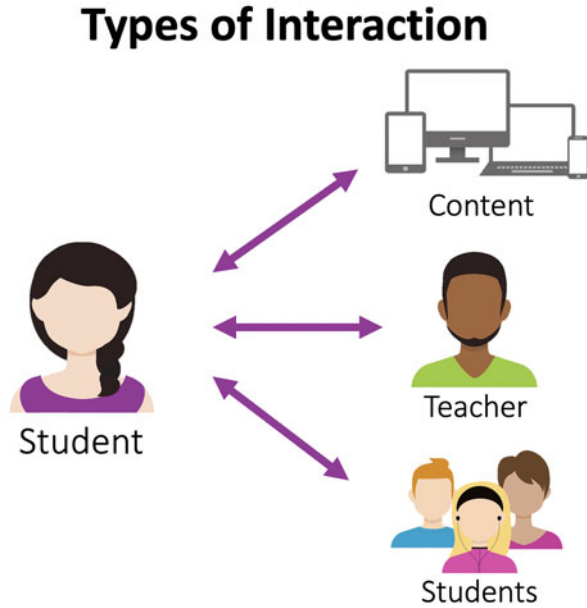 Types of Interaction
Content
Teacher
Student
Students